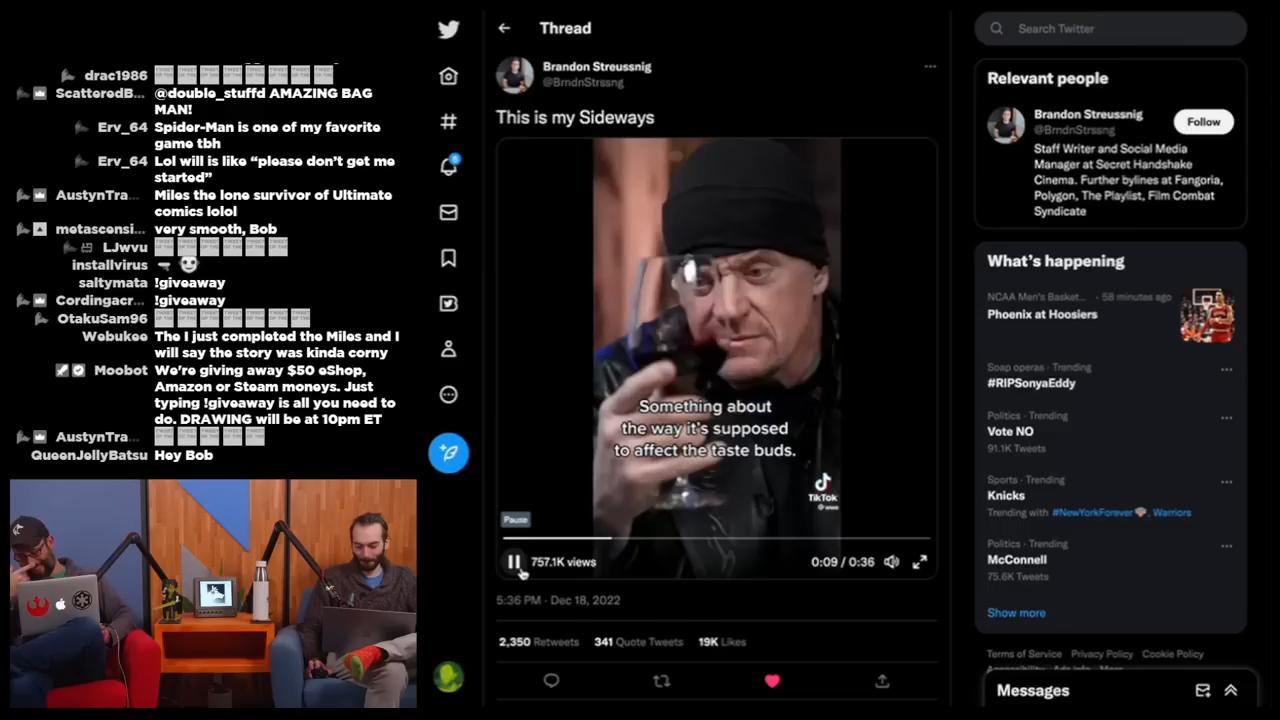 drac1986
ScatteredB... @double_stuffd AMAZING BAG
MAN!
Erv_64 Spider-Man is one of my favorite
game tbh
Erv_64 Lol will is like “please don’t get me
started”
AustynTra... Miles the lone survivor of Ultimate
comics lolol
metascensi... very smooth, Bob
LJwvu
installvirus
saltymata !giveaway
Cordingacr... !giveaway
OtakuSam96
Webukee The I just completed the Miles and I
will say the story was kinda corny
Moobot We’re giving away $50 eShop,
Amazon or Steam moneys. Just
typing !giveaway is all you need to
do. DRAWING will be at 10pm ET
AustynTra...
QueenJellyBatsu Hey Bob
Thread
Brandon Streussnig
@BrndnStrssng
This is my Sideways
Something about
the way it’s supposed
to affect the taste buds.
TikTok
Pause
757.1K views
0:09 / 0:36
5:36 PM · Dec 18, 2022
2,350 Retweets 341 Quote Tweets 19K Likes
Search Twitter
Relevant people
Brandon Streussnig
@BrndnStrssng
Follow
Staff Writer and Social Media
Manager at Secret Handshake
Cinema. Further bylines at Fangoria,
Polygon, The Playlist, Film Combat
Syndicate
What’s happening
NCAA Men’s Basket... · 58 minutes ago
Phoenix at Hoosiers
Soap operas · Trending
#RIPSonyaEddy
Politics · Trending
Vote NO
91.1K Tweets
Sports · Trending
Knicks
Trending with #NewYorkForever, Warriors
Politics · Trending
McConnell
75.6K Tweets
Show more
Terms of Service Privacy Policy Cookie Policy
Messages